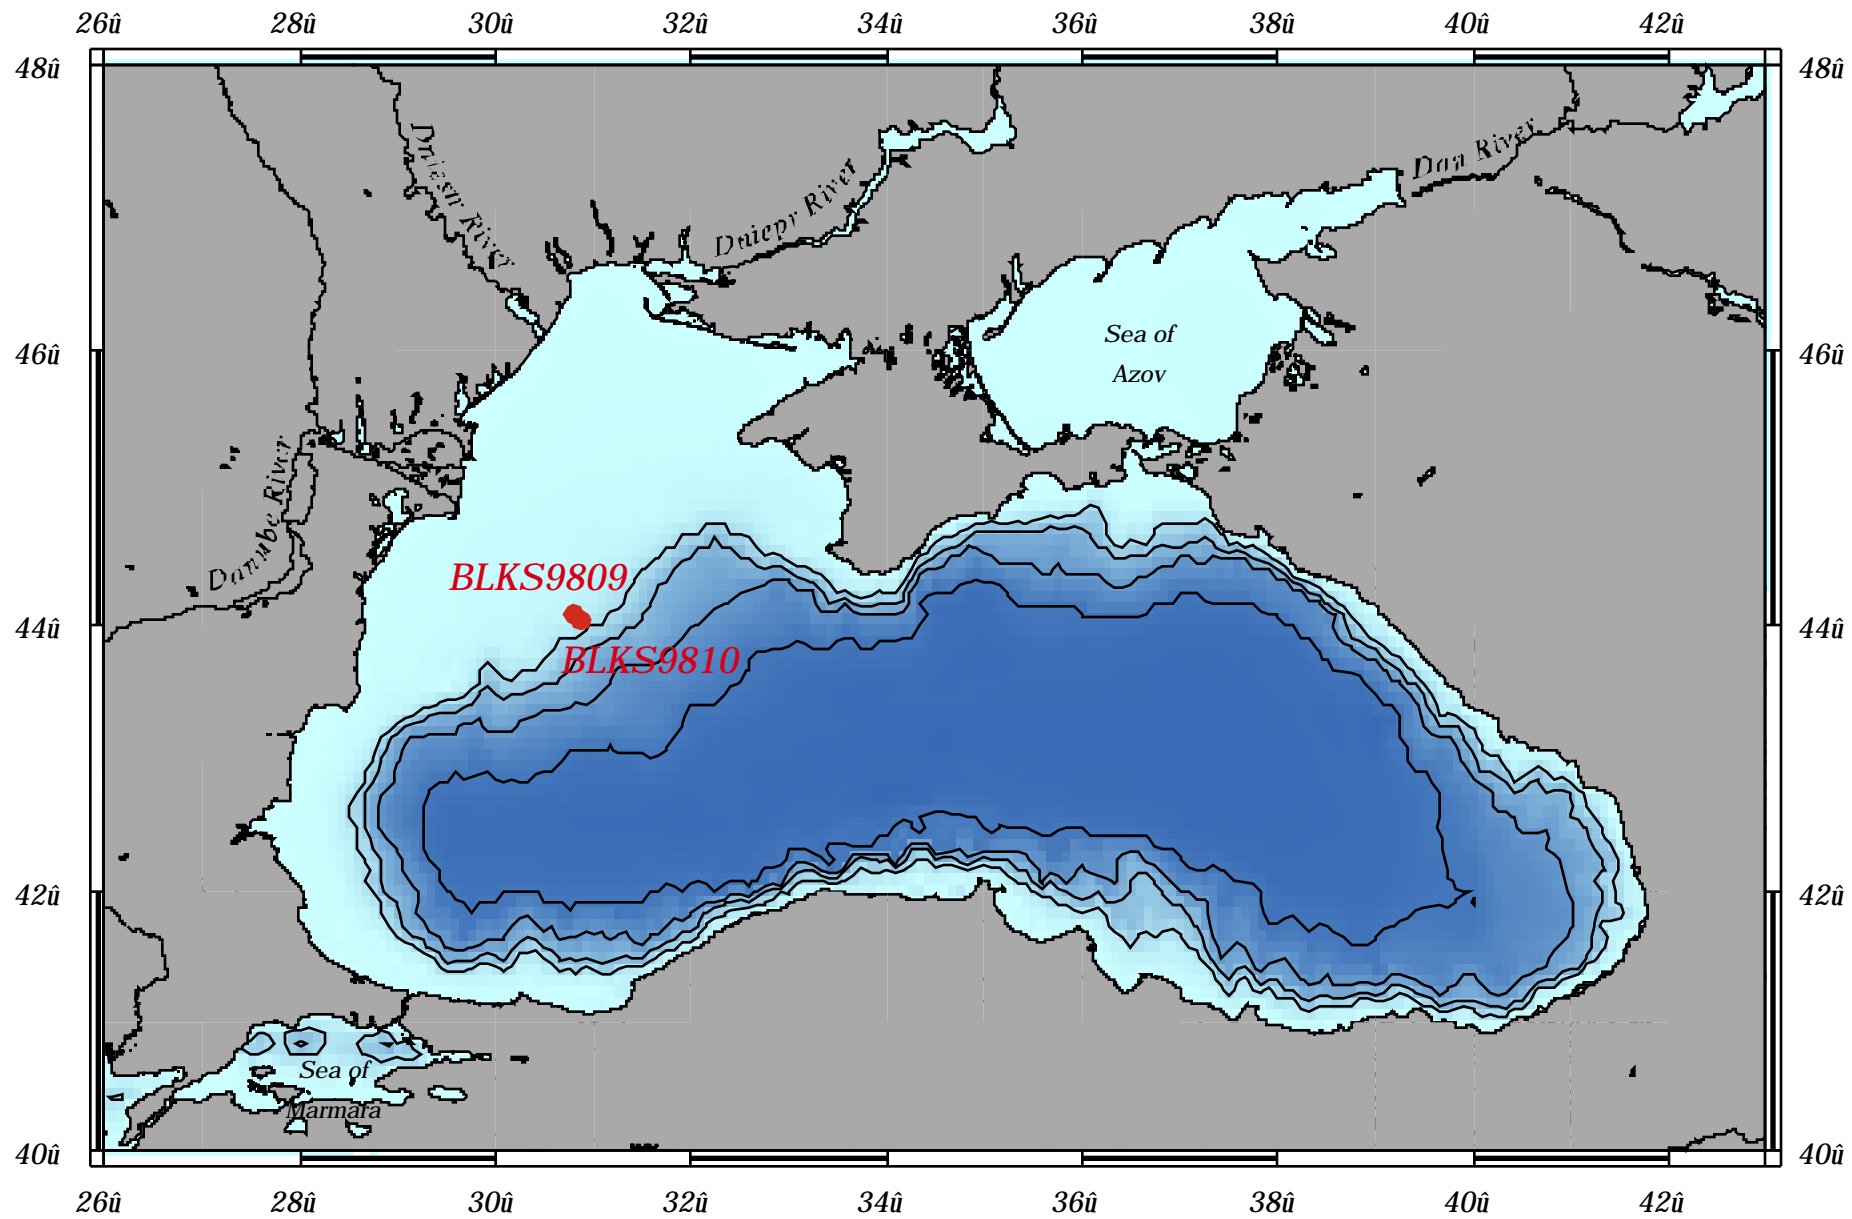 26û 28û 30û 32û 34û 36û 38û 40û 42û
48û 48û
Dniestr River
Dniepr River
Don River
Sea of
Azov
46û 46û
Danube River
BLKS9809
44û 44û
BLKS9810
42û 42û
Sea of
Marmara
40û 40û
26û 28û 30û 32û 34û 36û 38û 40û 42û